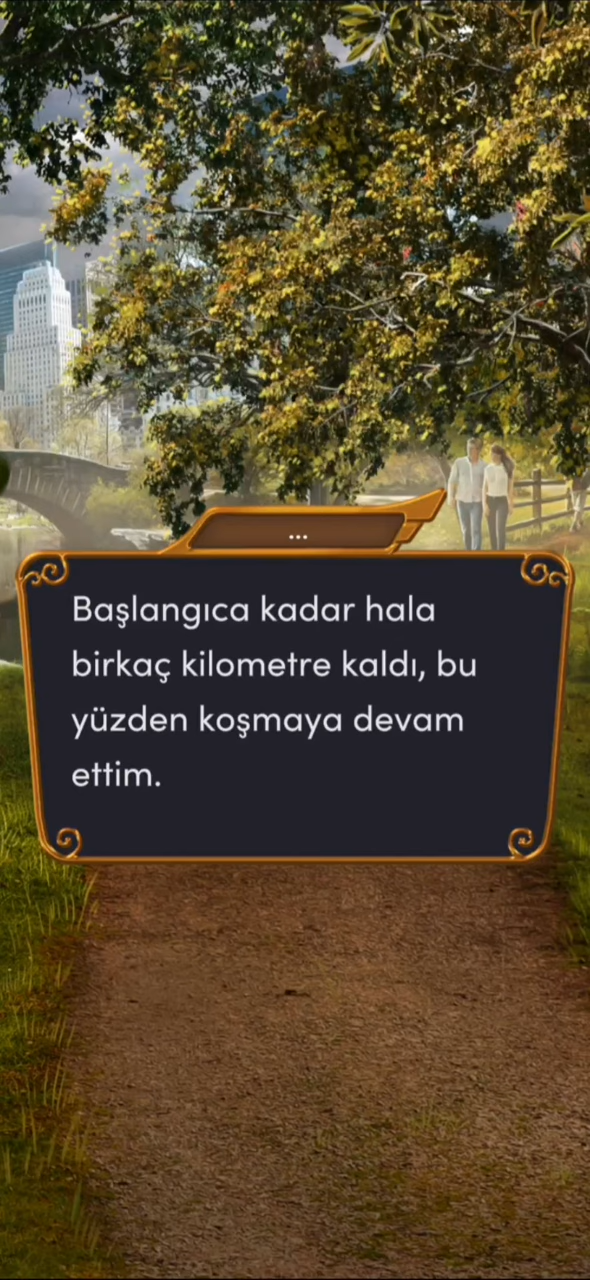 ...
Başlangıca kadar hala
birkaç kilometre kaldı, bu
yüzden koşmaya devam
ettim.